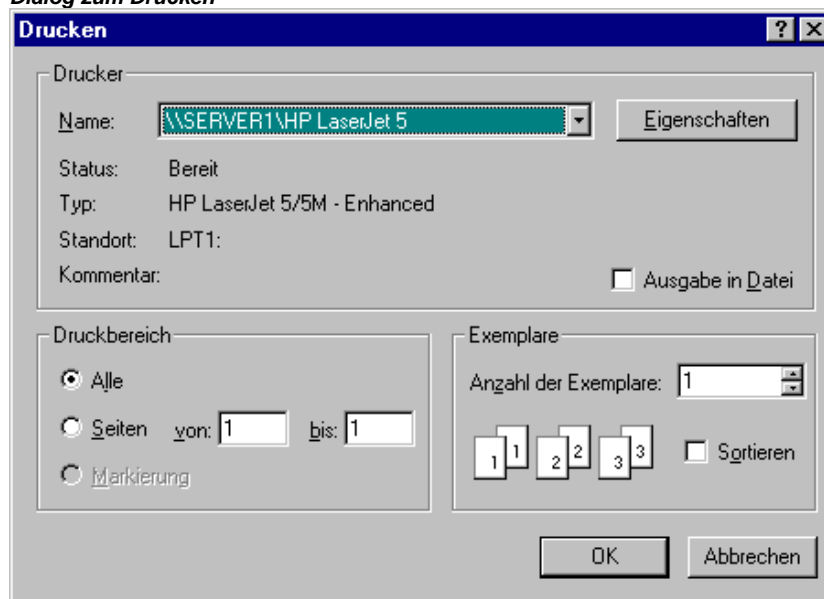 Dialog zum Drucken
Drucken
Drucker
Name: \\SERVER1\HP LaserJet 5 Eigenschaften
Status: Bereit
Typ: HP LaserJet 5/5M - Enhanced
Standort: LPT1:
Kommentar: Ausgabe in Datei
Druckbereich
Alle
Seiten von: 1 bis: 1
Markierung
Exemplare
Anzahl der Exemplare: 1
1 1 2 2 3 3 Sortieren
OK Abbrechen